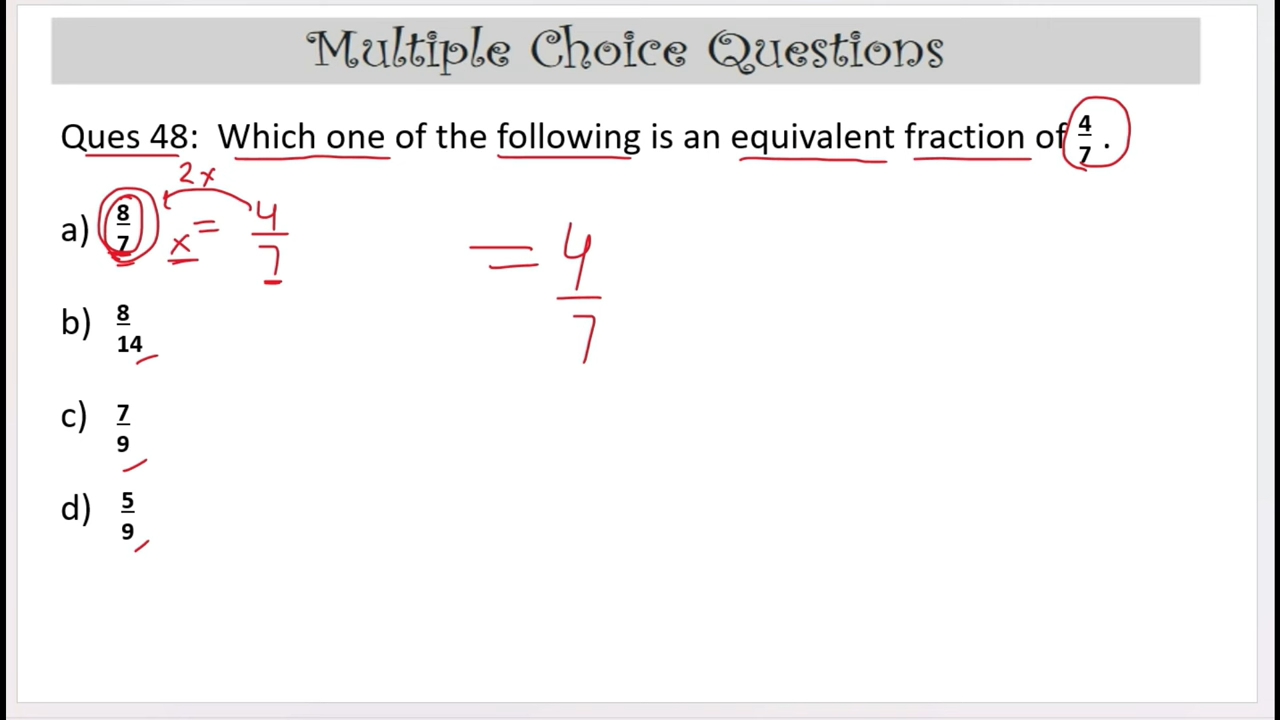 Multiple Choice Questions
Ques 48: Which one of the following is an equivalent fraction of 4/7 .
2x
a) 8/7 x = 4/7
= 4/7
b) 8/14
c) 7/9
d) 5/9